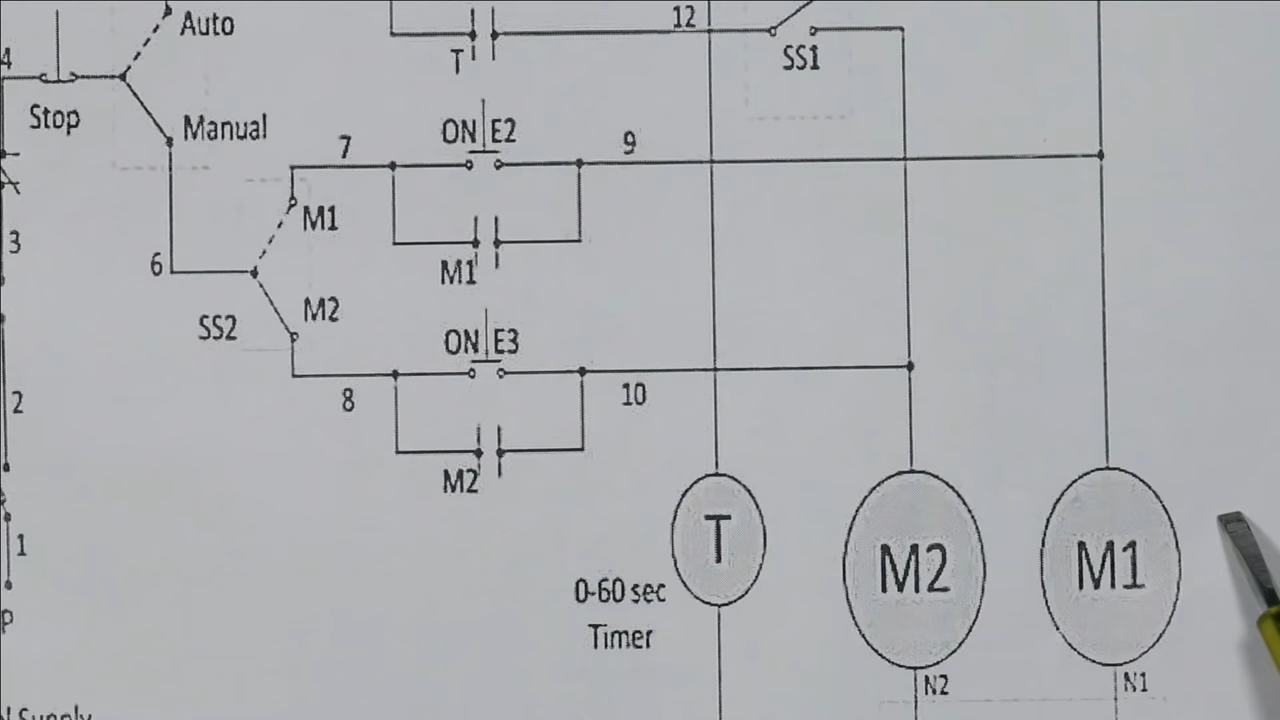 Auto
12
4
T
SS1
Stop
Manual
ON E2
7
9
M1
3
M1
6
M2
SS2
ON E3
8
10
2
M2
1
T
M2
M1
0-60 sec
Timer
N2
N1
Supply